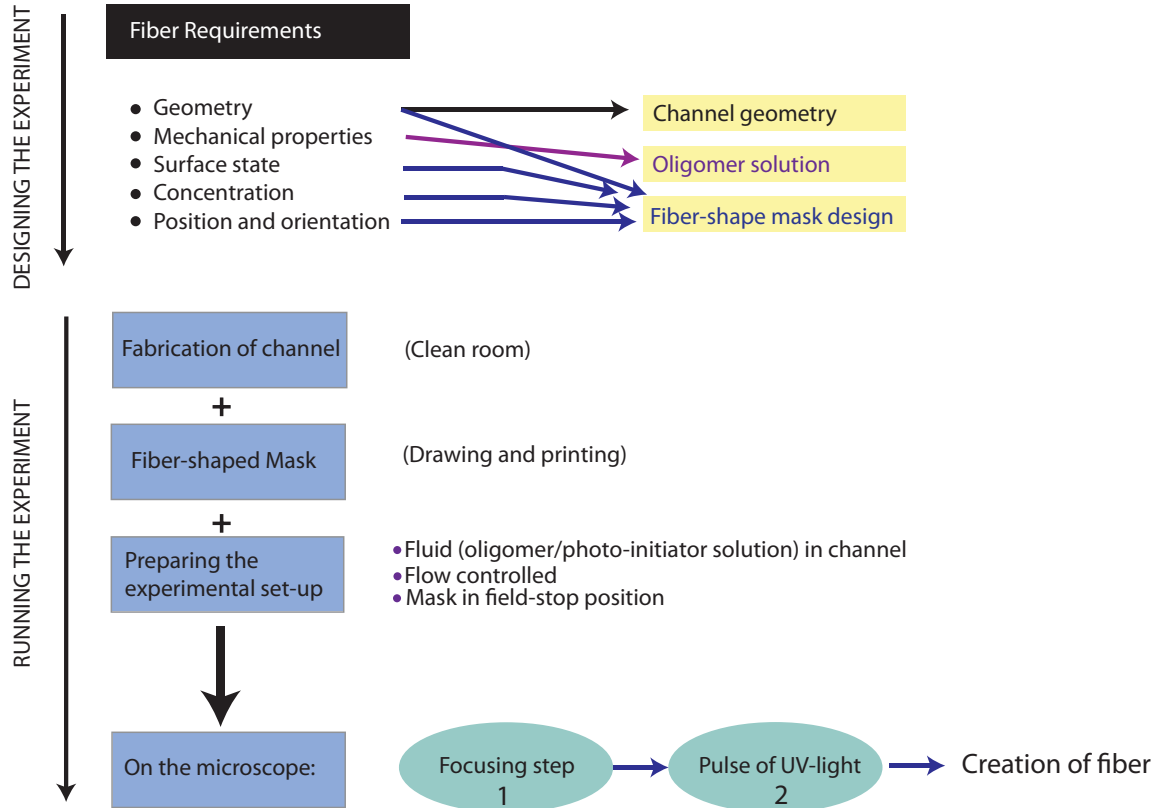 DESIGNING THE EXPERIMENT
Fiber Requirements
• Geometry
• Mechanical properties
• Surface state
• Concentration
• Position and orientation
Channel geometry
Oligomer solution
Fiber-shape mask design
RUNNING THE EXPERIMENT
Fabrication of channel
(Clean room)
+
Fiber-shaped Mask
(Drawing and printing)
+
Preparing the
experimental set-up
• Fluid (oligomer/photo-initiator solution) in channel
• Flow controlled
• Mask in field-stop position
On the microscope:
Focusing step
1
Pulse of UV-light
2
Creation of fiber